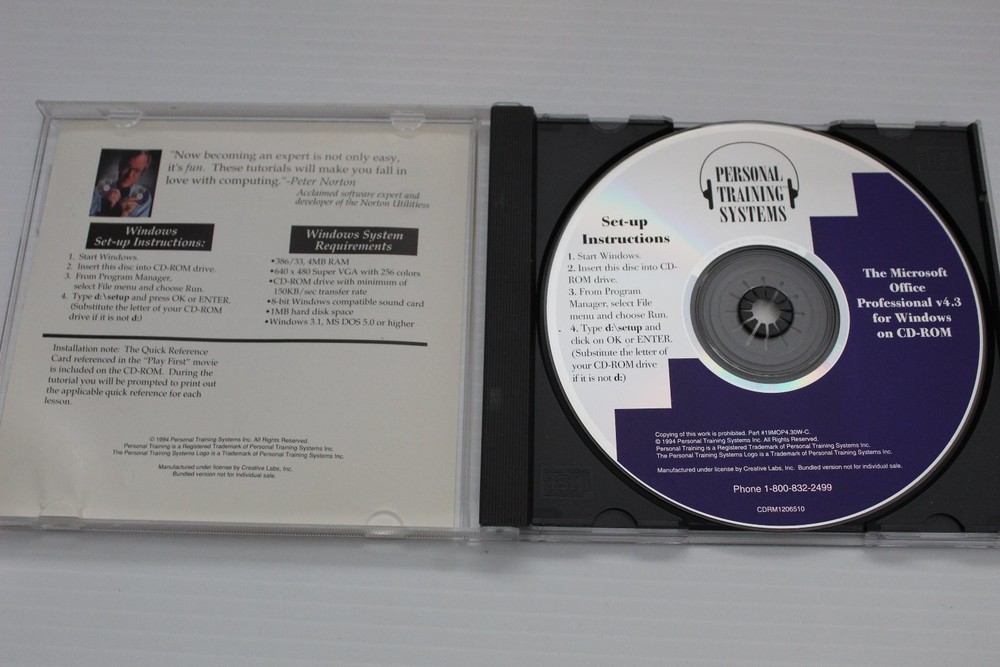 "Now becoming an expert is not only easy,
it's fun. These tutorials will make you fall in
love with computing."-Peter Norton
Acclaimed software expert and
developer of the Norton Utilitiess
Windows
Set-up Instructions:
1. Start Windows.
2. Insert this disc into CD-ROM drive.
3. From Program Manager,
select File menu and choose Run.
4. Type d:\setup and press OK or ENTER.
(Substitute the letter of your CD-ROM
drive if it is not d:)
Windows System
Requirements
•386/33, 4MB RAM
•640 x 480 Super VGA with 256 colors
•CD-ROM drive with minimum of
150KB/sec transfer rate
•8-bit Windows compatible sound card
•1MB hard disk space
•Windows 3.1, MS DOS 5.0 or higher
Installation note: The Quick Reference
Card referenced in the "Play First" movie
is included on the CD-ROM. During the
tutorial you will be prompted to print out
the applicable quick reference for each
lesson.
© 1994 Personal Training Systems Inc. All Rights Reserved.
Personal Training is a Registered Trademark of Personal Training Systems Inc.
The Personal Training Systems Logo is a Trademark of Personal Training Systems, Inc.
Manufactured under license by Creative Labs, Inc.
Bundled version not for individual sale.
PERSONAL
TRAINING
SYSTEMS
Set-up
Instructions
1. Start Windows.
2. Insert this disc into CD-
ROM drive.
3. From Program
Manager, select File
menu and choose Run.
4. Type d:\setup and
click on OK or ENTER.
(Substitute the letter of
your CD-ROM drive
if it is not d:)
The Microsoft
Office
Professional v4.3
for Windows
on CD-ROM
Copying of this work is prohibited. Part #19MOP4.30W-C.
© 1994 Personal Training Systems Inc. All Rights Reserved.
Personal Training is a Registered Trademark of Personal Training Systems Inc.
The Personal Training Systems Logo is a Trademark of Personal Training Systems, Inc.
Manufactured under license by Creative Labs, Inc. Bundled version not for individual sale.
Phone 1-800-832-2499
CDRM1206510